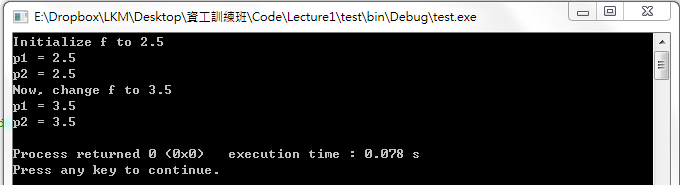 E:\Dropbox\LKM\Desktop\資工訓練班\Code\Lecture1\test\bin\Debug\test.exe
Initialize f to 2.5
p1 = 2.5
p2 = 2.5
Now, change f to 3.5
p1 = 3.5
p2 = 3.5
Process returned 0 (0x0)   execution time : 0.078 s
Press any key to continue.